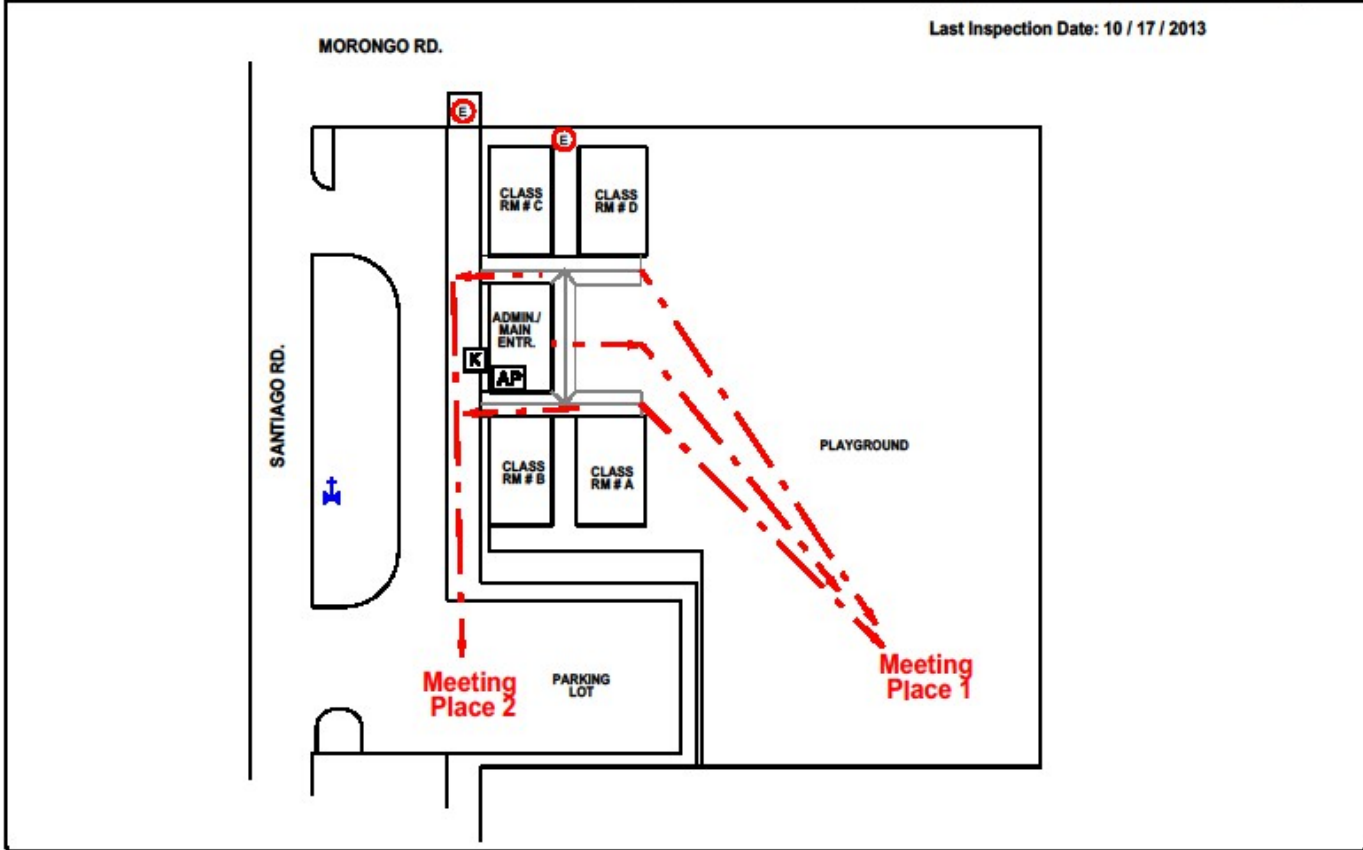 Last Inspection Date: 10 / 17 / 2013
MORONGO RD.
E
E
CLASS
RM # C
CLASS
RM # D
ADMIN./
MAIN
ENTR.
K
AP
SANTIAGO RD.
PLAYGROUND
CLASS
RM # B
CLASS
RM # A
Meeting
Place 2
PARKING
LOT
Meeting
Place 1